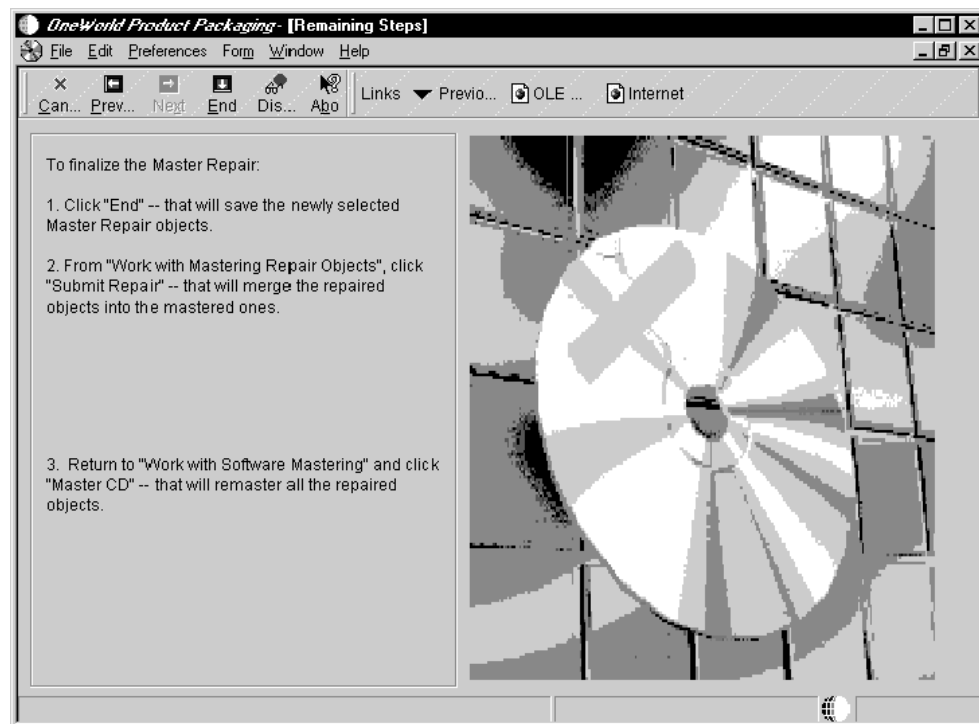 OneWorld Product Packaging - [Remaining Steps]
File Edit Preferences Form Window Help
Can... Prev... Next End Dis... Abo Links Previo... OLE ... Internet
To finalize the Master Repair:
1. Click "End" -- that will save the newly selected
Master Repair objects.
2. From "Work with Mastering Repair Objects", click
"Submit Repair" -- that will merge the repaired
objects into the mastered ones.
3. Return to "Work with Software Mastering" and click
"Master CD" -- that will remaster all the repaired
objects.